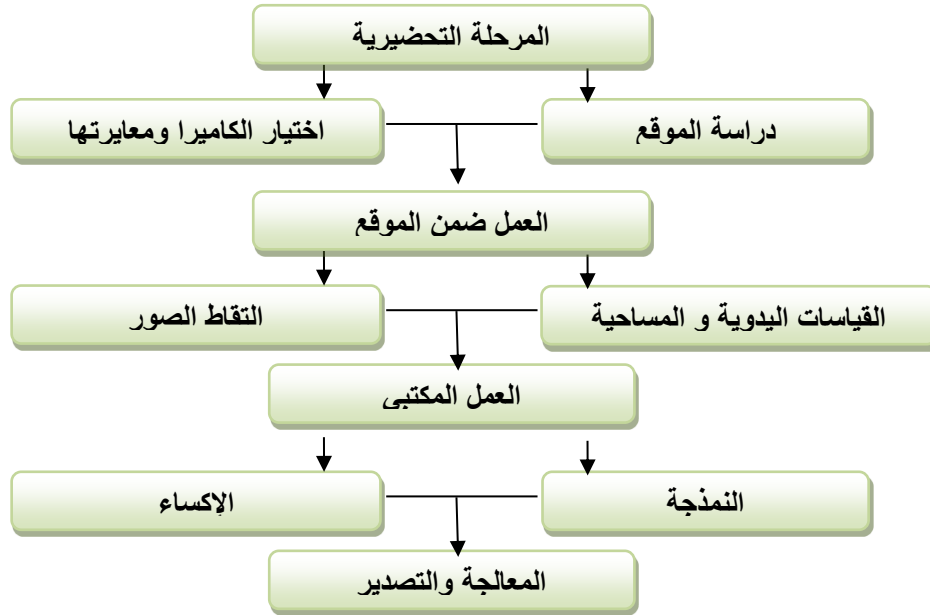 المرحلة التحضيرية
دراسة الموقع
اختيار الكاميرا ومعايرتها
العمل ضمن الموقع
القياسات اليدوية و المساحية
التقاط الصور
العمل المكتبي
النمذجة
الإكساء
المعالجة والتصدير